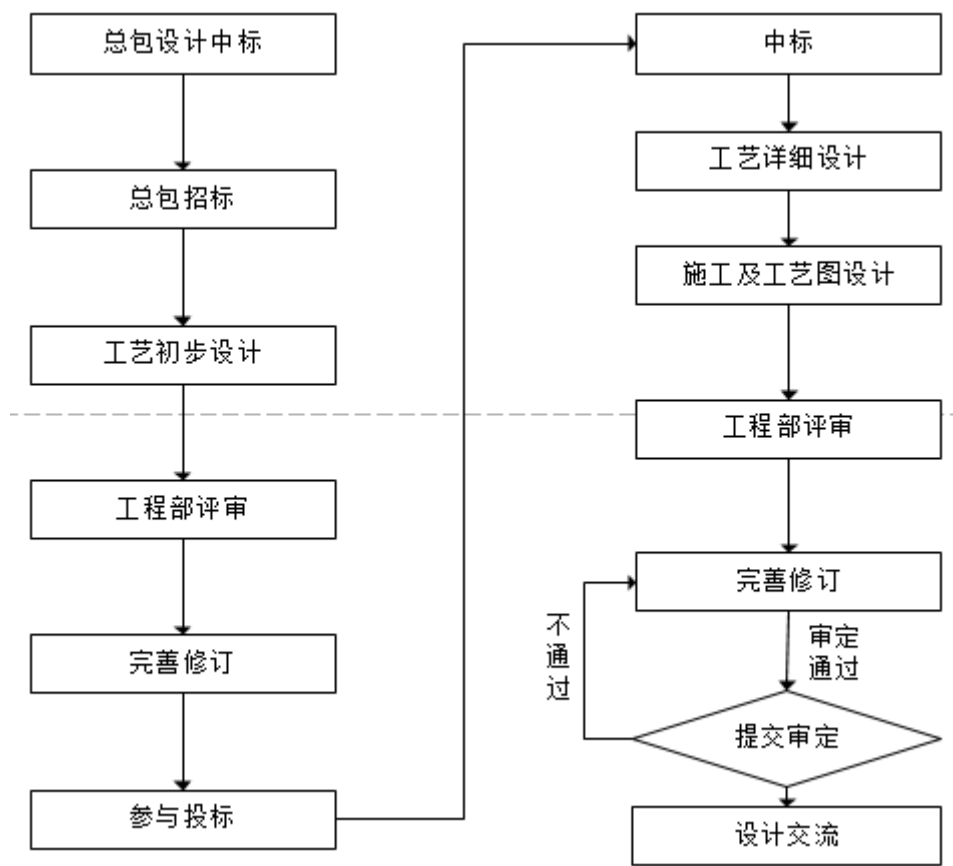 总包设计中标
总包招标
工艺初步设计
工程部评审
完善修订
参与投标
中标
工艺详细设计
施工及工艺图设计
工程部评审
完善修订
不通过
审定
通过
提交审定
设计交流